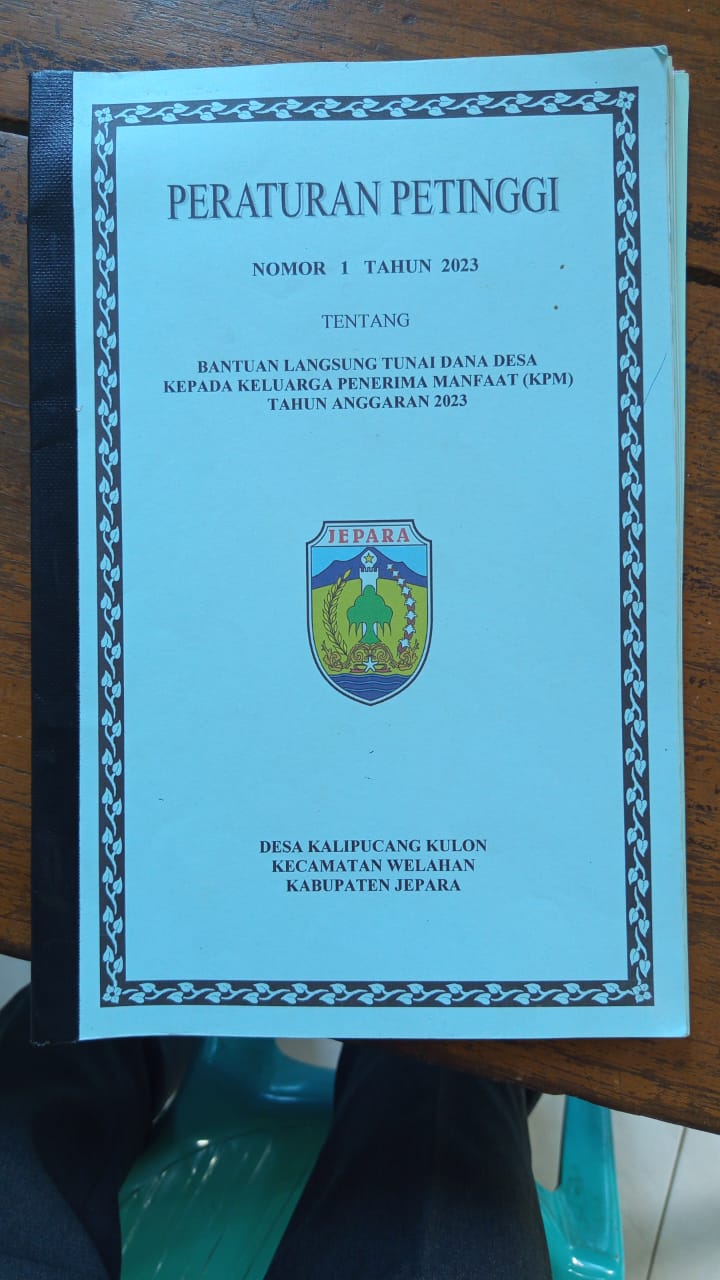 PERATURAN PETINGGI
NOMOR 1 TAHUN 2023
TENTANG
BANTUAN LANGSUNG TUNAI DANA DESA
KEPADA KELUARGA PENERIMA MANFAAT (KPM)
TAHUN ANGGARAN 2023
JEPARA
DESA KALIPUCANG KULON
KECAMATAN WELAHAN
KABUPATEN JEPARA